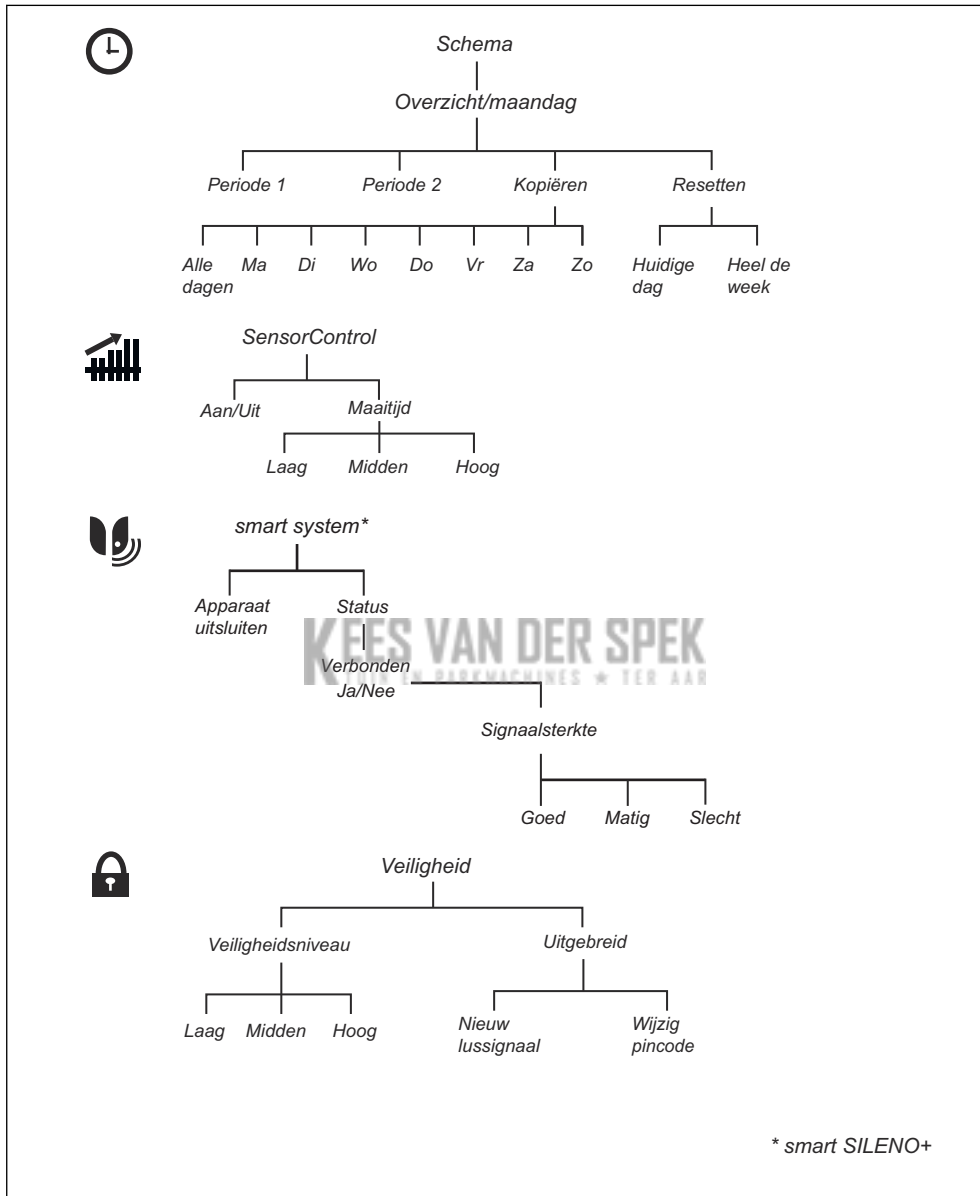 Schema
Overzicht/maandag
Periode 1 Periode 2 Kopiëren Resetten
Alle dagen Ma Di Wo Do Vr Za Zo Huidige dag Heel de week
SensorControl
Aan/Uit Maaitijd
Laag Midden Hoog
smart system*
Apparaat uitsluiten Status
KEES VAN DER SPEK
TUIN EN PARKMACHINES ★ TER AAR
Verbonden
Ja/Nee
Signaalsterkte
Goed Matig Slecht
Veiligheid
Veiligheidsniveau Uitgebreid
Laag Midden Hoog Nieuw lussignaal Wijzig pincode
* smart SILENO+